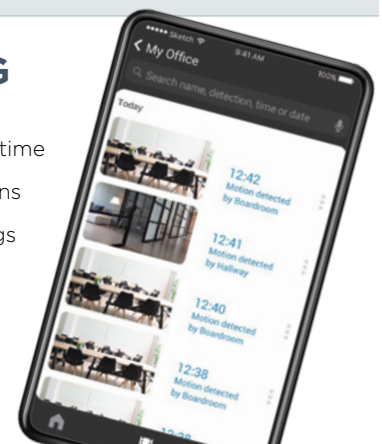 G
time
ns
gs
Sketch
9:41 AM
100%
My Office
Search name, detection, time or date
Today
12:42
Motion detected
by Boardroom
12:41
Motion detected
by Hallway
12:40
Motion detected
by Boardroom
12:38
Motion detected
by Boardroom
12:38